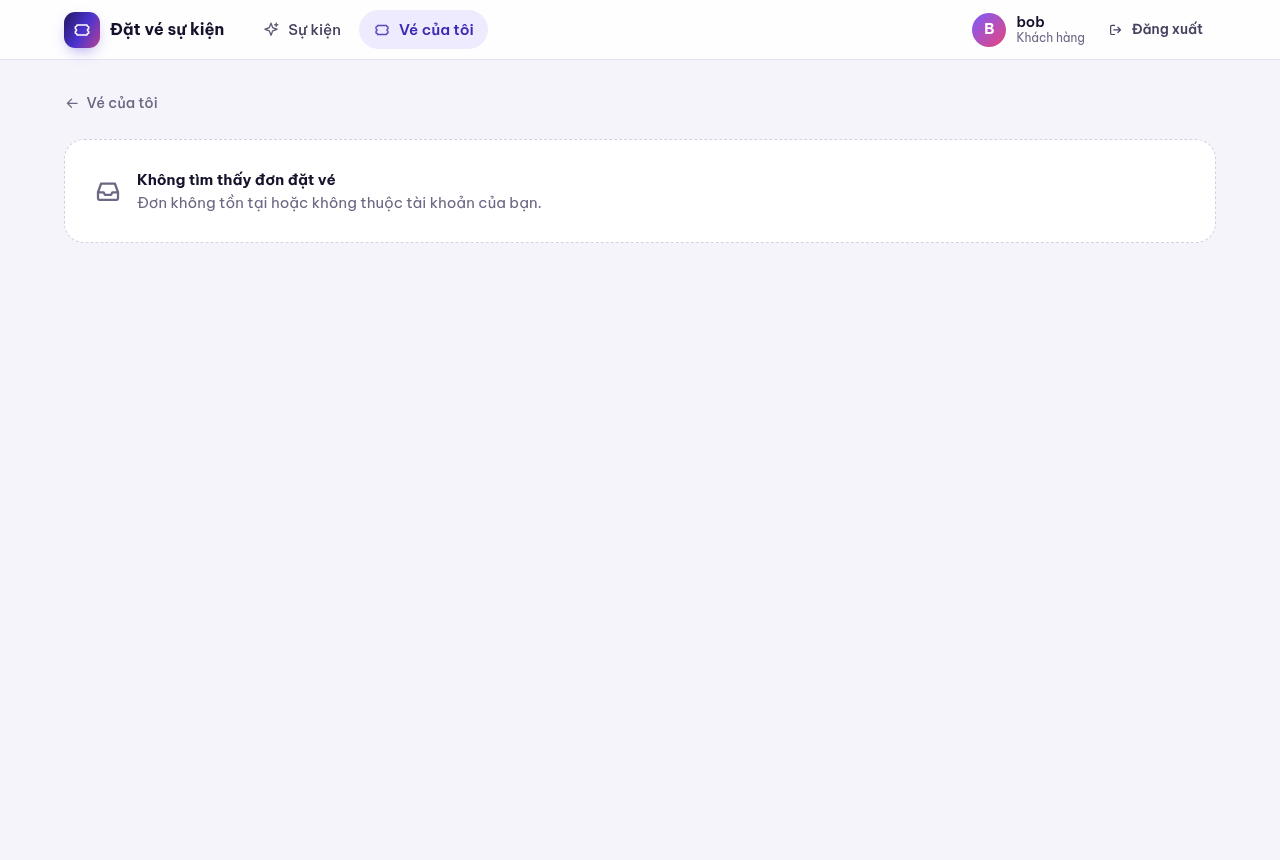 Đặt vé sự kiện
Sự kiện
Vé của tôi
B
bob
Khách hàng
Đăng xuất
← Vé của tôi
Không tìm thấy đơn đặt vé
Đơn không tồn tại hoặc không thuộc tài khoản của bạn.